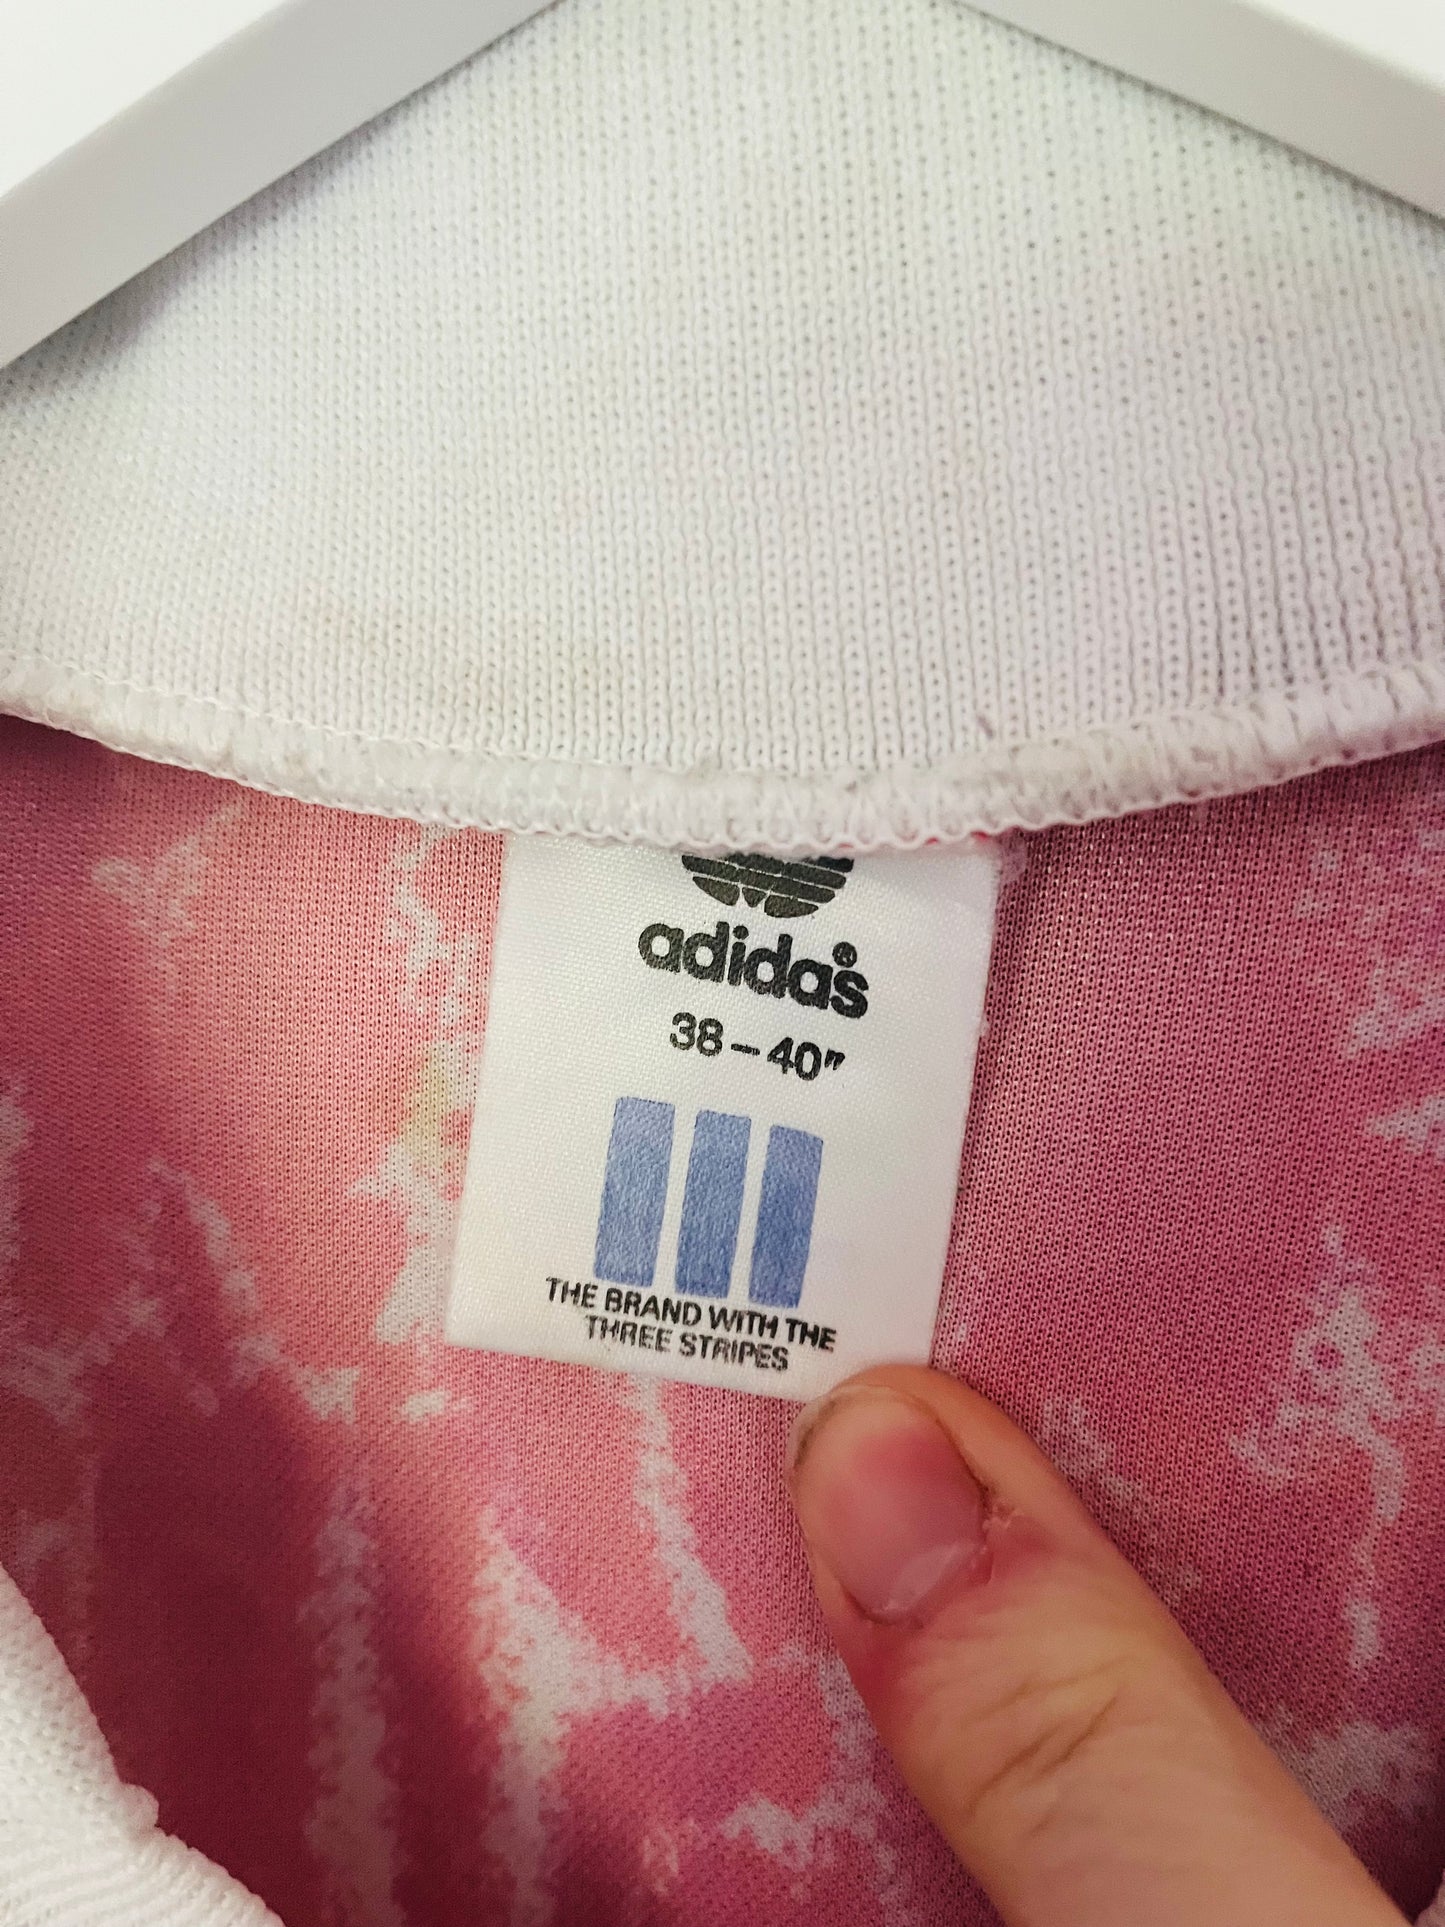 adidas®
38-40"
THE BRAND WITH THE
THREE STRIPES